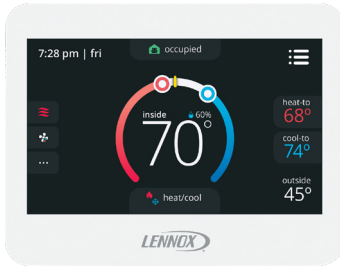 7:28 pm | fri
occupied
inside
60%
70°
heat-to
68°
cool-to
74°
outside
45°
heat/cool
LENNOX